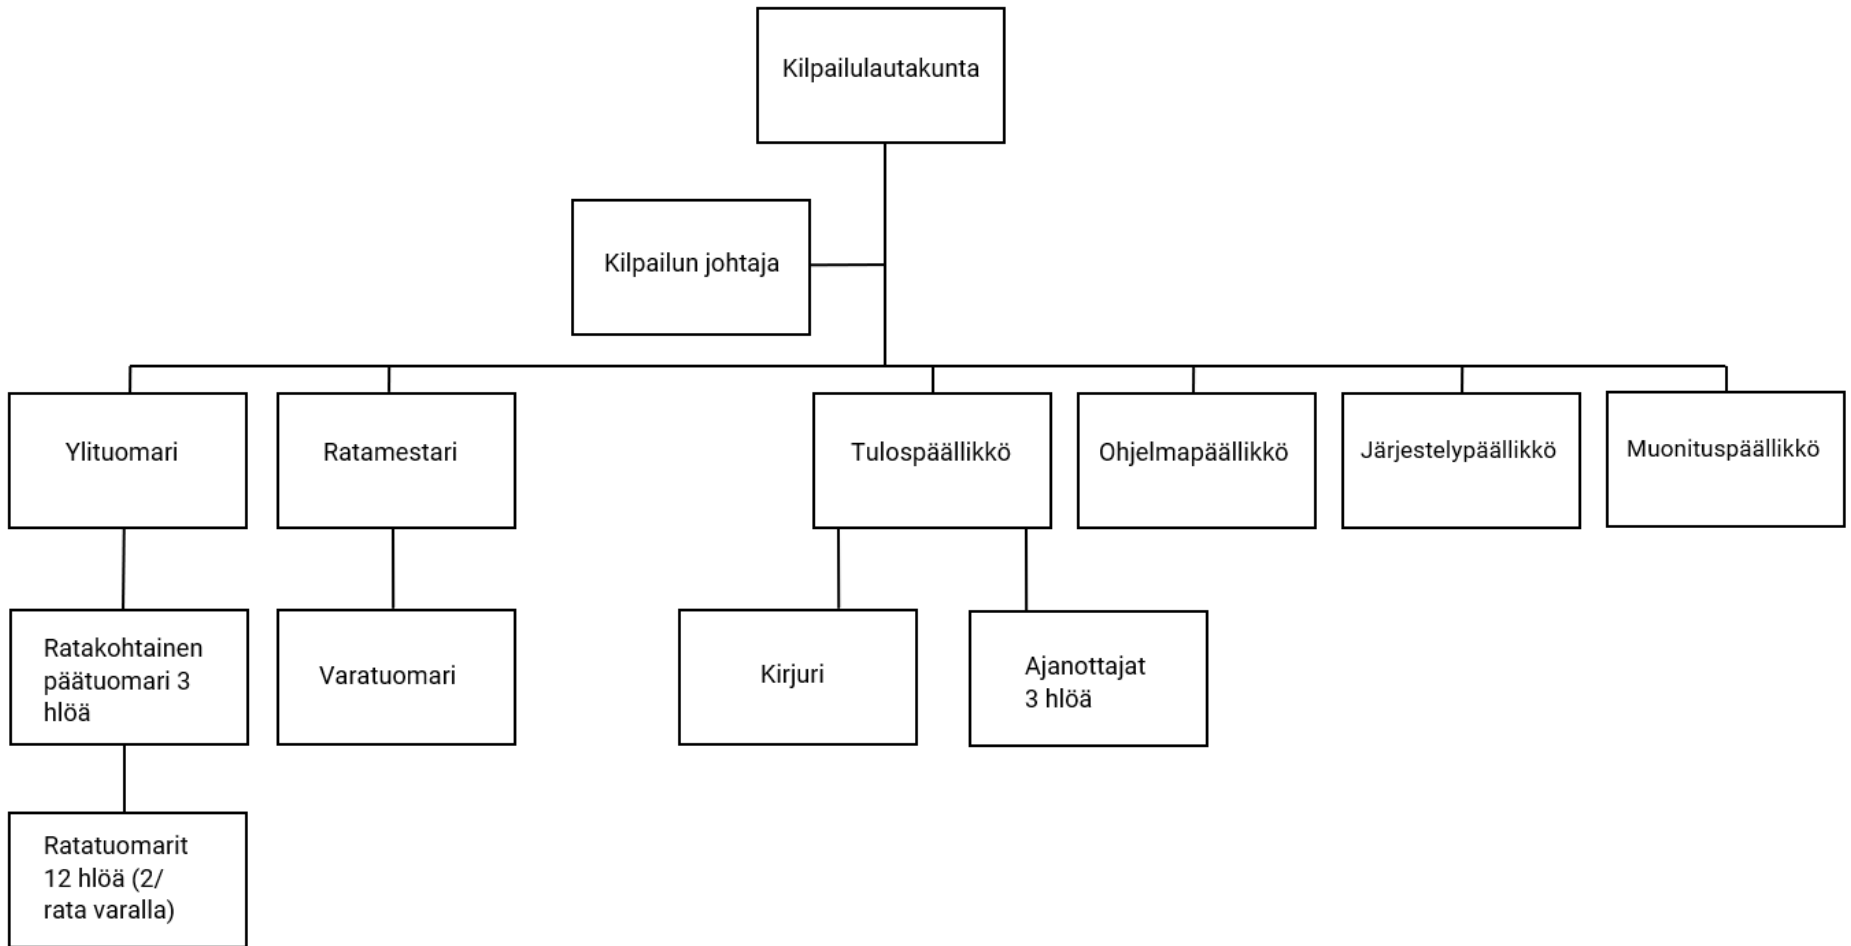 Kilpailulautakunta
Kilpailun johtaja
Ylituomari
Ratamestari
Tulospäällikkö
Ohjelmapäällikkö
Järjestelypäällikkö
Muonituspäällikkö
Ratakohtainen
päätuomari 3
hlöä
Varatuomari
Kirjuri
Ajanottajat
3 hlöä
Ratatuomarit
12 hlöä (2/
rata varalla)